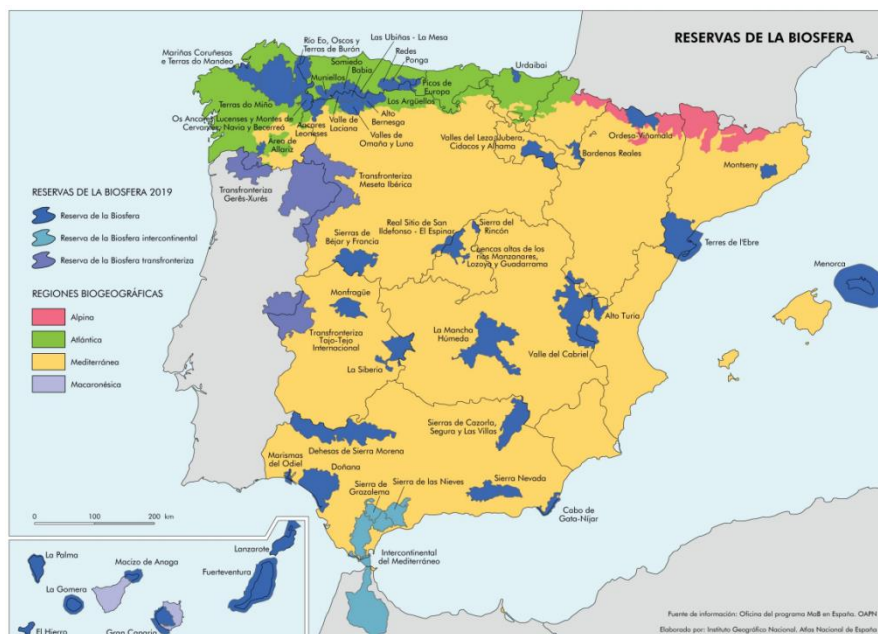 RESERVAS DE LA BIOSFERA
Río Eo, Oscos y
Terras de Burón
Las Ubiñas - La Mesa
Mariñas Coruñesas
e Terras do Mandeo
Somiedo
Babia
Redes
Ponga
Urdaibai
Muniellos
Picos de
Europa
Terras do Miño
Los Argüellos
Os Ancares Lucenses y Montes de
Cervantes, Navia y Becerreá
Ancares
Leoneses
Valle de
Laciana
Alto
Bernesga
Valles de
Omaña y Luna
Área de
Allariz
Valles del Leza, Jubera,
Cidacos y Alhama
Bardenas Reales
Ordesa-Viñamala
Montseny
Transfronteriza
Gerês-Xurés
Transfronteriza
Meseta Ibérica
RESERVAS DE LA BIOSFERA 2019
Reserva de la Biosfera
Reserva de la Biosfera intercontinental
Reserva de la Biosfera transfronteriza
REGIONES BIOGEOGRÁFICAS
Alpina
Atlántica
Mediterráneo
Macaronésica
Real Sitio de San
Ildefonso - El Espinar
Sierra del
Rincón
Sierras de
Béjar y Francia
Cuencas altas de los
ríos Manzanares,
Lozoya y Guadarrama
Terres de l'Ebre
Menorca
Monfragüe
Transfronteriza
Tajo-Tejo
Internacional
La Mancha
Húmeda
Alto Turia
Valle del Cabriel
La Siberia
Sierras de Cazorla,
Segura y Las Villas
Dehesas de Sierra Morena
Marismas
del Odiel
Doñana
Sierra de
Grazalema
Sierra de las Nieves
Sierra Nevada
Cabo de
Gata-Níjar
Intercontinental
del Mediterráneo
0 100 200 km
La Palma
Macizo de Anaga
Lanzarote
La Gomera
Fuerteventura
El Hierro
Gran Canaria
Fuente de información: Oficina del programa MaB en España. OAPN
Elaborado por: Instituto Geográfico Nacional. Atlas Nacional de España